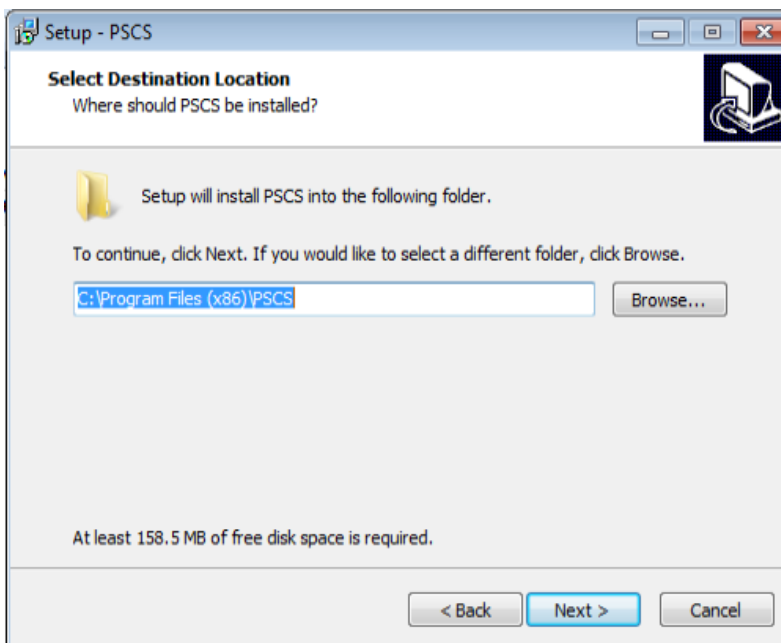 Setup - PSCS
Select Destination Location
Where should PSCS be installed?
Setup will install PSCS into the following folder.
To continue, click Next. If you would like to select a different folder, click Browse.
C:\Program Files (x86)\PSCS
Browse...
At least 158.5 MB of free disk space is required.
< Back
Next >
Cancel